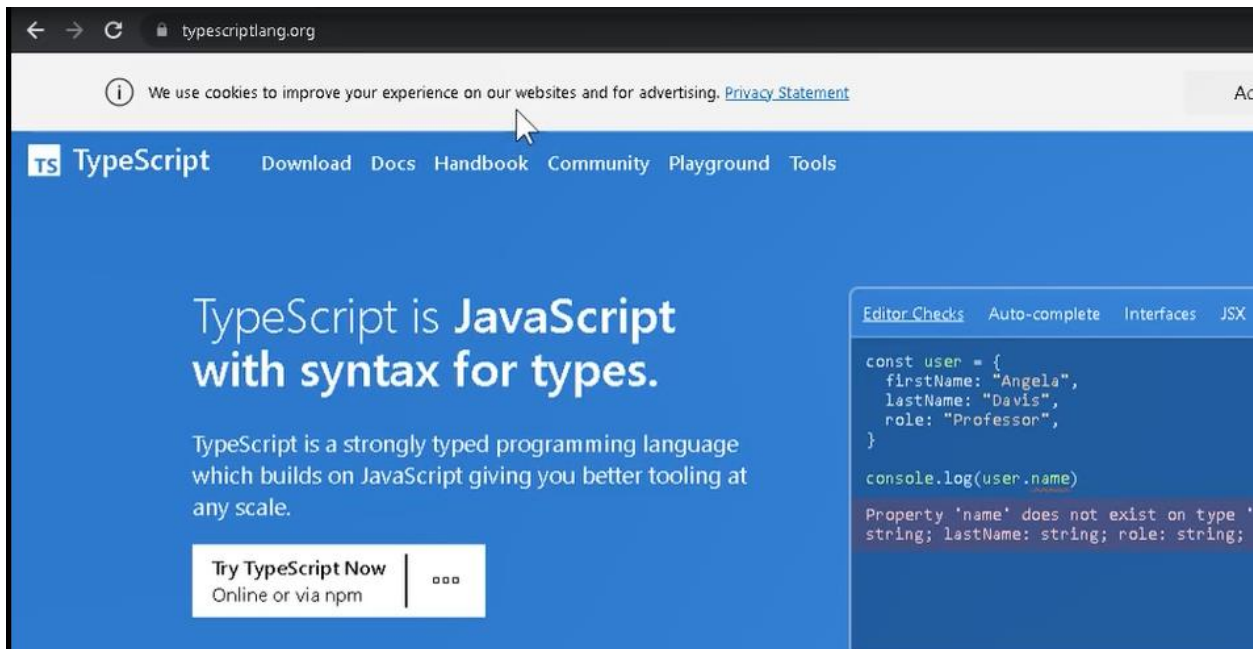 typescriptlang.org
We use cookies to improve your experience on our websites and for advertising. Privacy Statement
TS TypeScript Download Docs Handbook Community Playground Tools
TypeScript is JavaScript
with syntax for types.
TypeScript is a strongly typed programming language
which builds on JavaScript giving you better tooling at
any scale.
Try TypeScript Now
Online or via npm
Editor Checks Auto-complete Interfaces JSX
const user = {
firstName: "Angela",
lastName: "Davis",
role: "Professor",
}
console.log(user.name)
Property 'name' does not exist on type '
string; lastName: string; role: string;